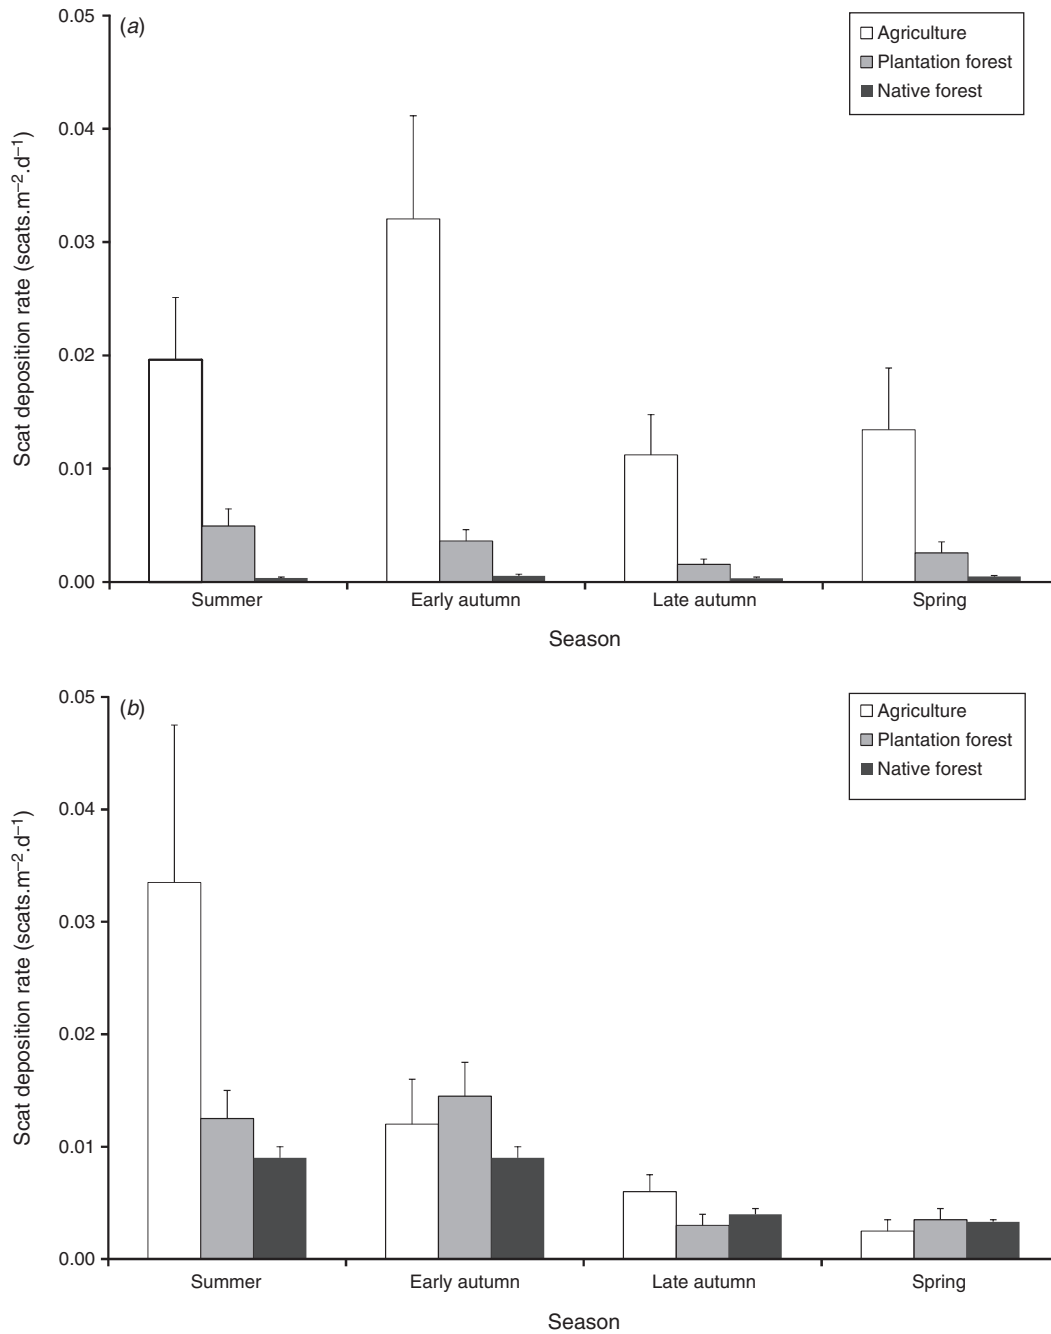 (a)
Agriculture
Plantation forest
Native forest
Scat deposition rate (scats.m⁻².d⁻¹)
0.05
0.04
0.03
0.02
0.01
0.00
Summer Early autumn Late autumn Spring
Season
(b)
Agriculture
Plantation forest
Native forest
Scat deposition rate (scats.m⁻².d⁻¹)
0.05
0.04
0.03
0.02
0.01
0.00
Summer Early autumn Late autumn Spring
Season